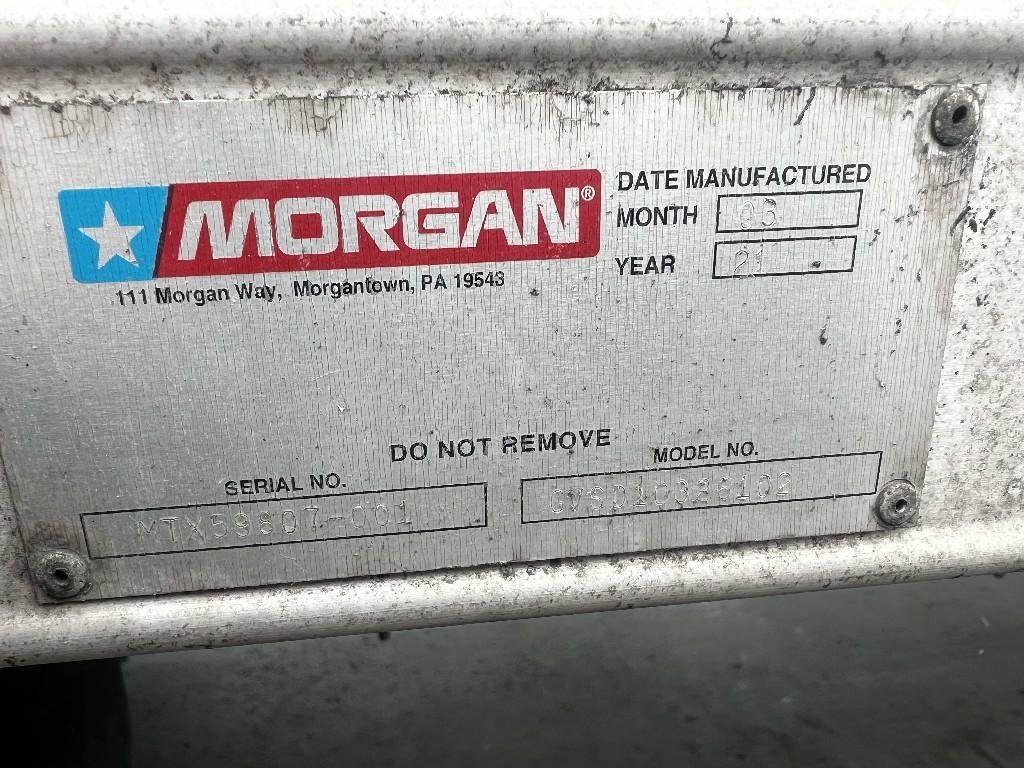 MORGAN®
111 Morgan Way, Morgantown, PA 19543
DATE MANUFACTURED
MONTH 03
YEAR 21
DO NOT REMOVE
SERIAL NO.
MTX59807-001
MODEL NO.